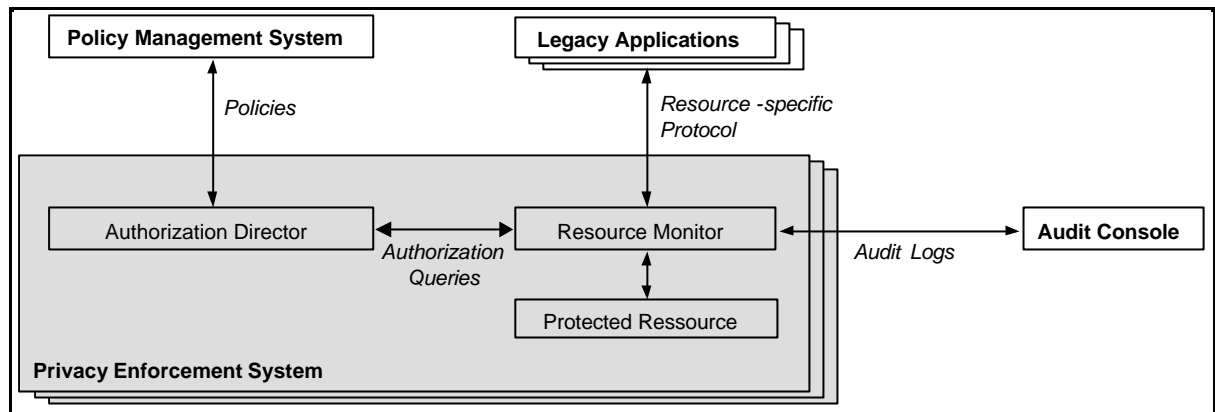 Policy Management System
Legacy Applications
Policies
Resource -specific
Protocol
Authorization Director
Resource Monitor
Audit Console
Authorization
Queries
Audit Logs
Protected Ressource
Privacy Enforcement System